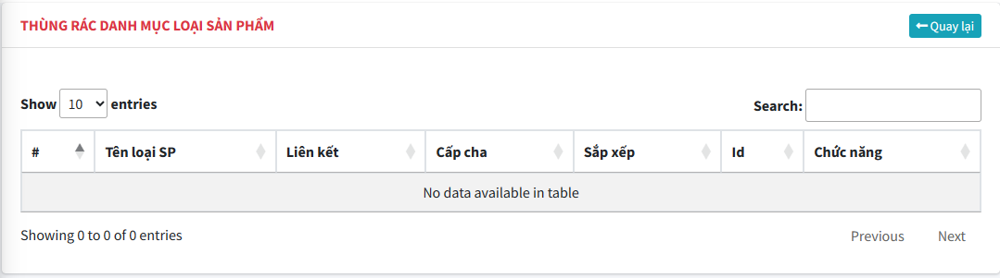 THÙNG RÁC DANH MỤC LOẠI SẢN PHẨM
Quay lại
Show 10 entries
Search:
# Tên loại SP Liên kết Cấp cha Sắp xếp Id Chức năng
No data available in table
Showing 0 to 0 of 0 entries
Previous Next